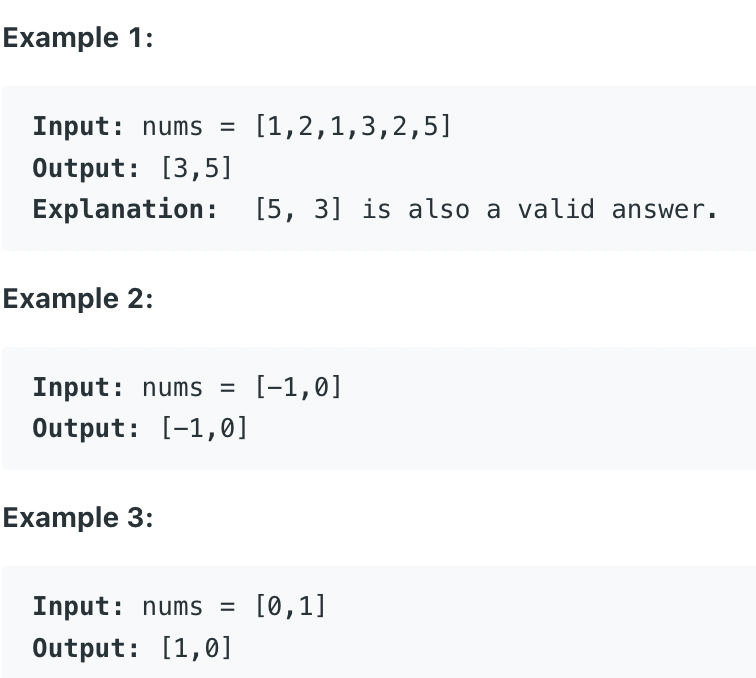 Example 1:
Input: nums = [1,2,1,3,2,5]
Output: [3,5]
Explanation:  [5, 3] is also a valid answer.
Example 2:
Input: nums = [-1,0]
Output: [-1,0]
Example 3:
Input: nums = [0,1]
Output: [1,0]